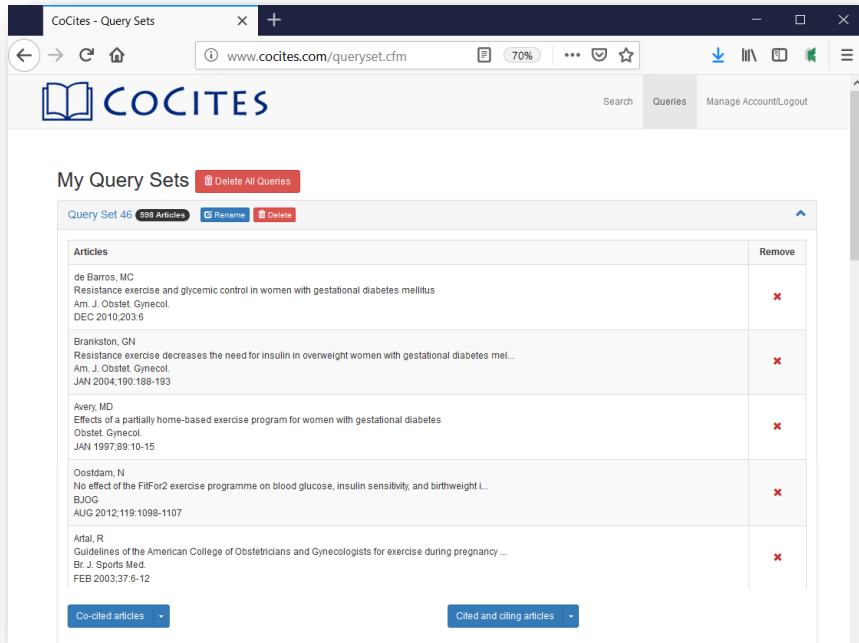 CoCites - Query Sets
www.cocites.com/queryset.cfm
70%
COCITES
Search
Queries
Manage Account/Logout
My Query Sets
Delete All Queries
Query Set 46
598 Articles
Rename
Delete
Articles
Remove
de Barros, MC
Resistance exercise and glycemic control in women with gestational diabetes mellitus
Am. J. Obstet. Gynecol.
DEC 2010;203:6
Brankston, GN
Resistance exercise decreases the need for insulin in overweight women with gestational diabetes mel...
Am. J. Obstet. Gynecol.
JAN 2004;190:188-193
Avery, MD
Effects of a partially home-based exercise program for women with gestational diabetes
Obstet. Gynecol.
JAN 1997;89:10-15
Oostdam, N
No effect of the FitFor2 exercise programme on blood glucose, insulin sensitivity, and birthweight i...
BJOG
AUG 2012;119:1098-1107
Artal, R
Guidelines of the American College of Obstetricians and Gynecologists for exercise during pregnancy ...
Br. J. Sports Med.
FEB 2003;37:6-12
Co-cited articles
Cited and citing articles